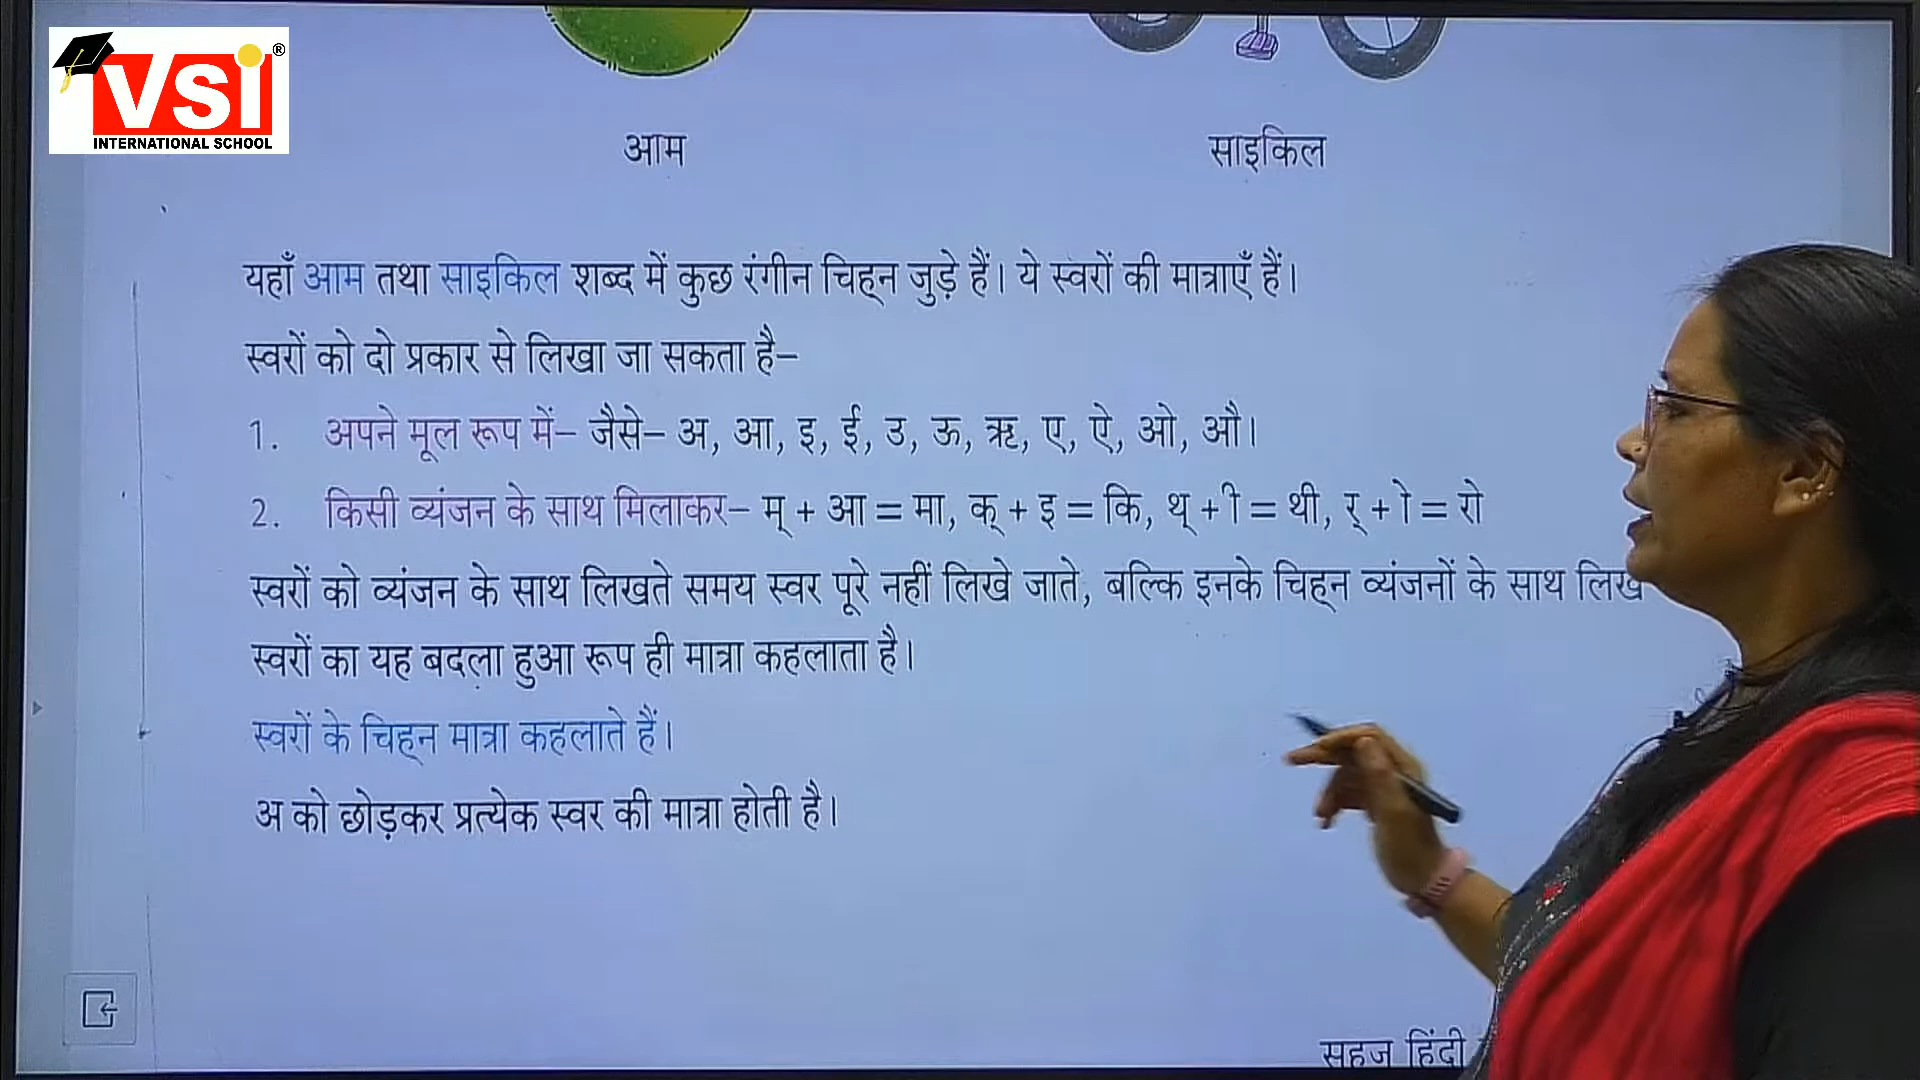 VSI®
INTERNATIONAL SCHOOL
आम साइकिल
यहाँ आम तथा साइकिल शब्द में कुछ रंगीन चिह्न जुड़े हैं। ये स्वरों की मात्राएँ हैं।
स्वरों को दो प्रकार से लिखा जा सकता है–
1. अपने मूल रूप में– जैसे– अ, आ, इ, ई, उ, ऊ, ऋ, ए, ऐ, ओ, औ।
2. किसी व्यंजन के साथ मिलाकर– म् + आ = मा, क् + इ = कि, थ् + ी = थी, र् + ो = रो
स्वरों को व्यंजन के साथ लिखते समय स्वर पूरे नहीं लिखे जाते, बल्कि इनके चिह्न व्यंजनों के साथ
स्वरों का यह बदला हुआ रूप ही मात्रा कहलाता है।
स्वरों के चिह्न मात्रा कहलाते हैं।
अ को छोड़कर प्रत्येक स्वर की मात्रा होती है।
सहज हिंदी